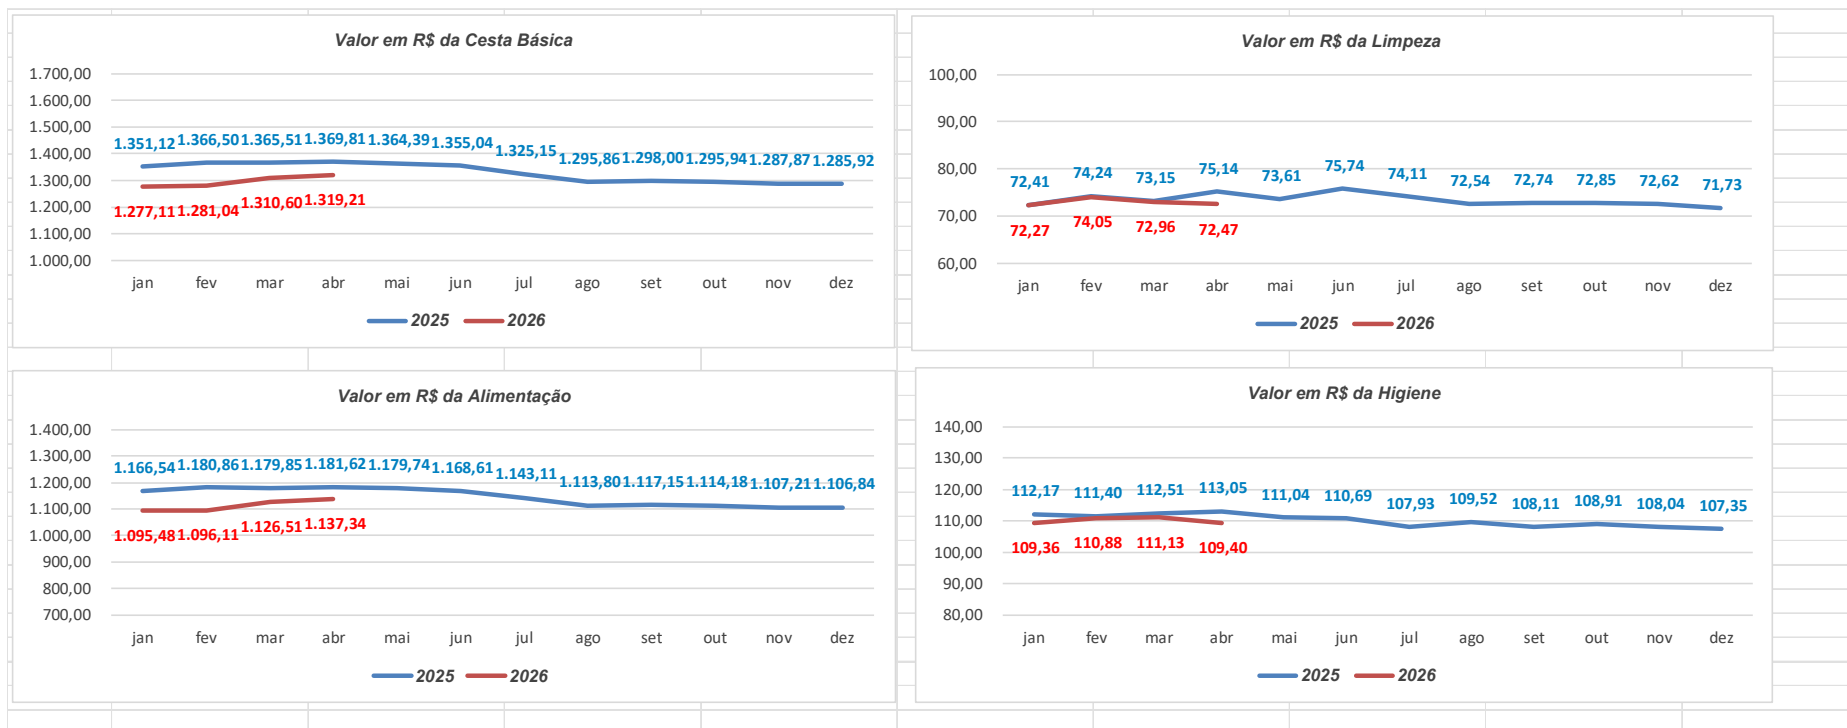 Valor em R$ da Cesta Básica
1.700,00
1.600,00
1.500,00
1.400,00
1.300,00
1.200,00
1.100,00
1.000,00
1.351,12 1.366,50 1.365,51 1.369,81 1.364,39 1.355,04 1.325,15 1.295,86 1.298,00 1.295,94 1.287,87 1.285,92
1.277,11 1.281,04 1.310,60 1.319,21
jan fev mar abr mai jun jul ago set out nov dez
2025 2026
Valor em R$ da Limpeza
100,00
90,00
80,00
70,00
60,00
72,41 74,24 73,15 75,14 73,61 75,74 74,11 72,54 72,74 72,85 72,62 71,73
72,27 74,05 72,96 72,47
jan fev mar abr mai jun jul ago set out nov dez
2025 2026
Valor em R$ da Alimentação
1.400,00
1.300,00
1.200,00
1.100,00
1.000,00
900,00
800,00
700,00
1.166,54 1.180,86 1.179,85 1.181,62 1.179,74 1.168,61 1.143,11 1.113,80 1.117,15 1.114,18 1.107,21 1.106,84
1.095,48 1.096,11 1.126,51 1.137,34
jan fev mar abr mai jun jul ago set out nov dez
2025 2026
Valor em R$ da Higiene
140,00
130,00
120,00
110,00
100,00
90,00
80,00
112,17 111,40 112,51 113,05 111,04 110,69 107,93 109,52 108,11 108,91 108,04 107,35
109,36 110,88 111,13 109,40
jan fev mar abr mai jun jul ago set out nov dez
2025 2026